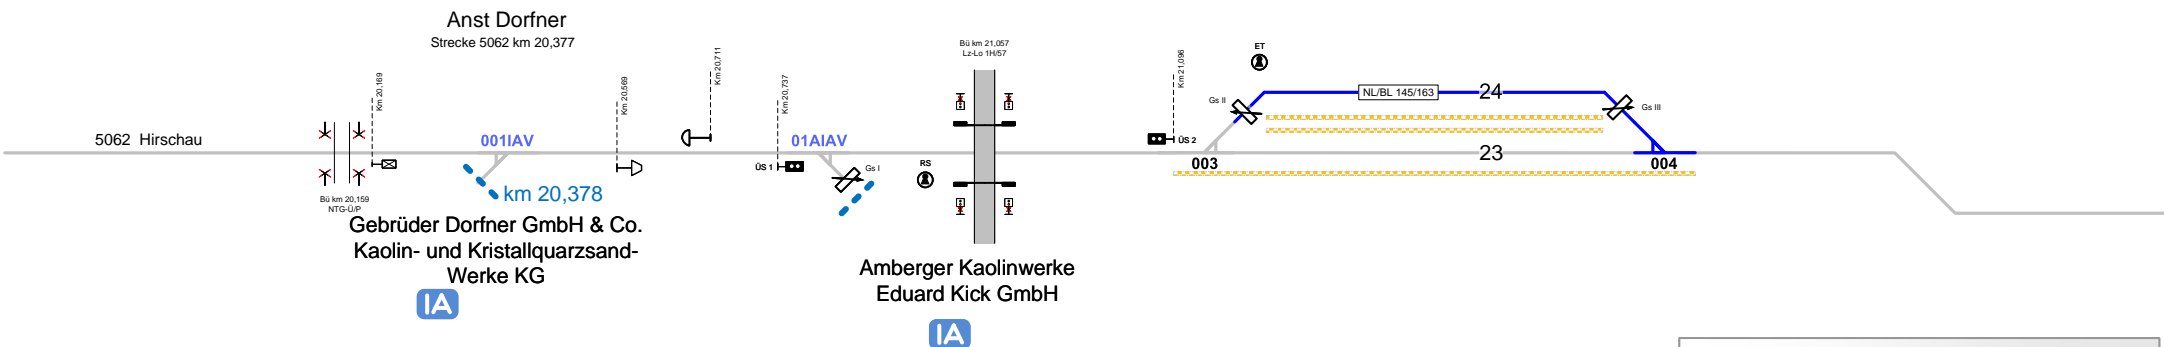 Anst Dorfner
Strecke 5062 km 20,377
5062 Hirschau
Bü km 20,159
NTG-Ü/P
Km 20,169
001IAV
km 20,378
Gebrüder Dorfner GmbH & Co.
Kaolin- und Kristallquarzsand-
Werke KG
IA
Km 20,569
Km 20,711
Km 20,737
ÜS 1
01AIAV
Gs I
RS
Bü km 21,057
Lz-Lo 1H/57
Amberger Kaolinwerke
Eduard Kick GmbH
IA
Km 21,096
ÜS 2
003
Gs II
ET
NL/BL 145/163
24
23
Gs III
004